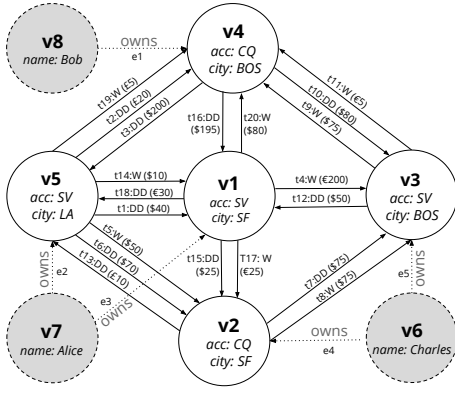 v8
name: Bob
owns
e1
v4
acc: CQ
city: BOS
t19:W (£5)
t2:DD (£20)
t3:DD ($200)
t11:W (€5)
t10:DD ($80)
t9:W ($75)
t16:DD
($195)
t20:W
($80)
v5
acc: SV
city: LA
t14:W ($10)
t18:DD (€30)
t1:DD ($40)
v1
acc: SV
city: SF
t4:W (€200)
t12:DD ($50)
v3
acc: SV
city: BOS
t5:W ($50)
t6:DD ($70)
t13:DD (£10)
t15:DD
($25)
T17: W
(€25)
t7:DD ($75)
t8:W ($75)
owns
e2
e3
owns
owns
e5
v7
name: Alice
v2
acc: CQ
city: SF
owns
e4
v6
name: Charles